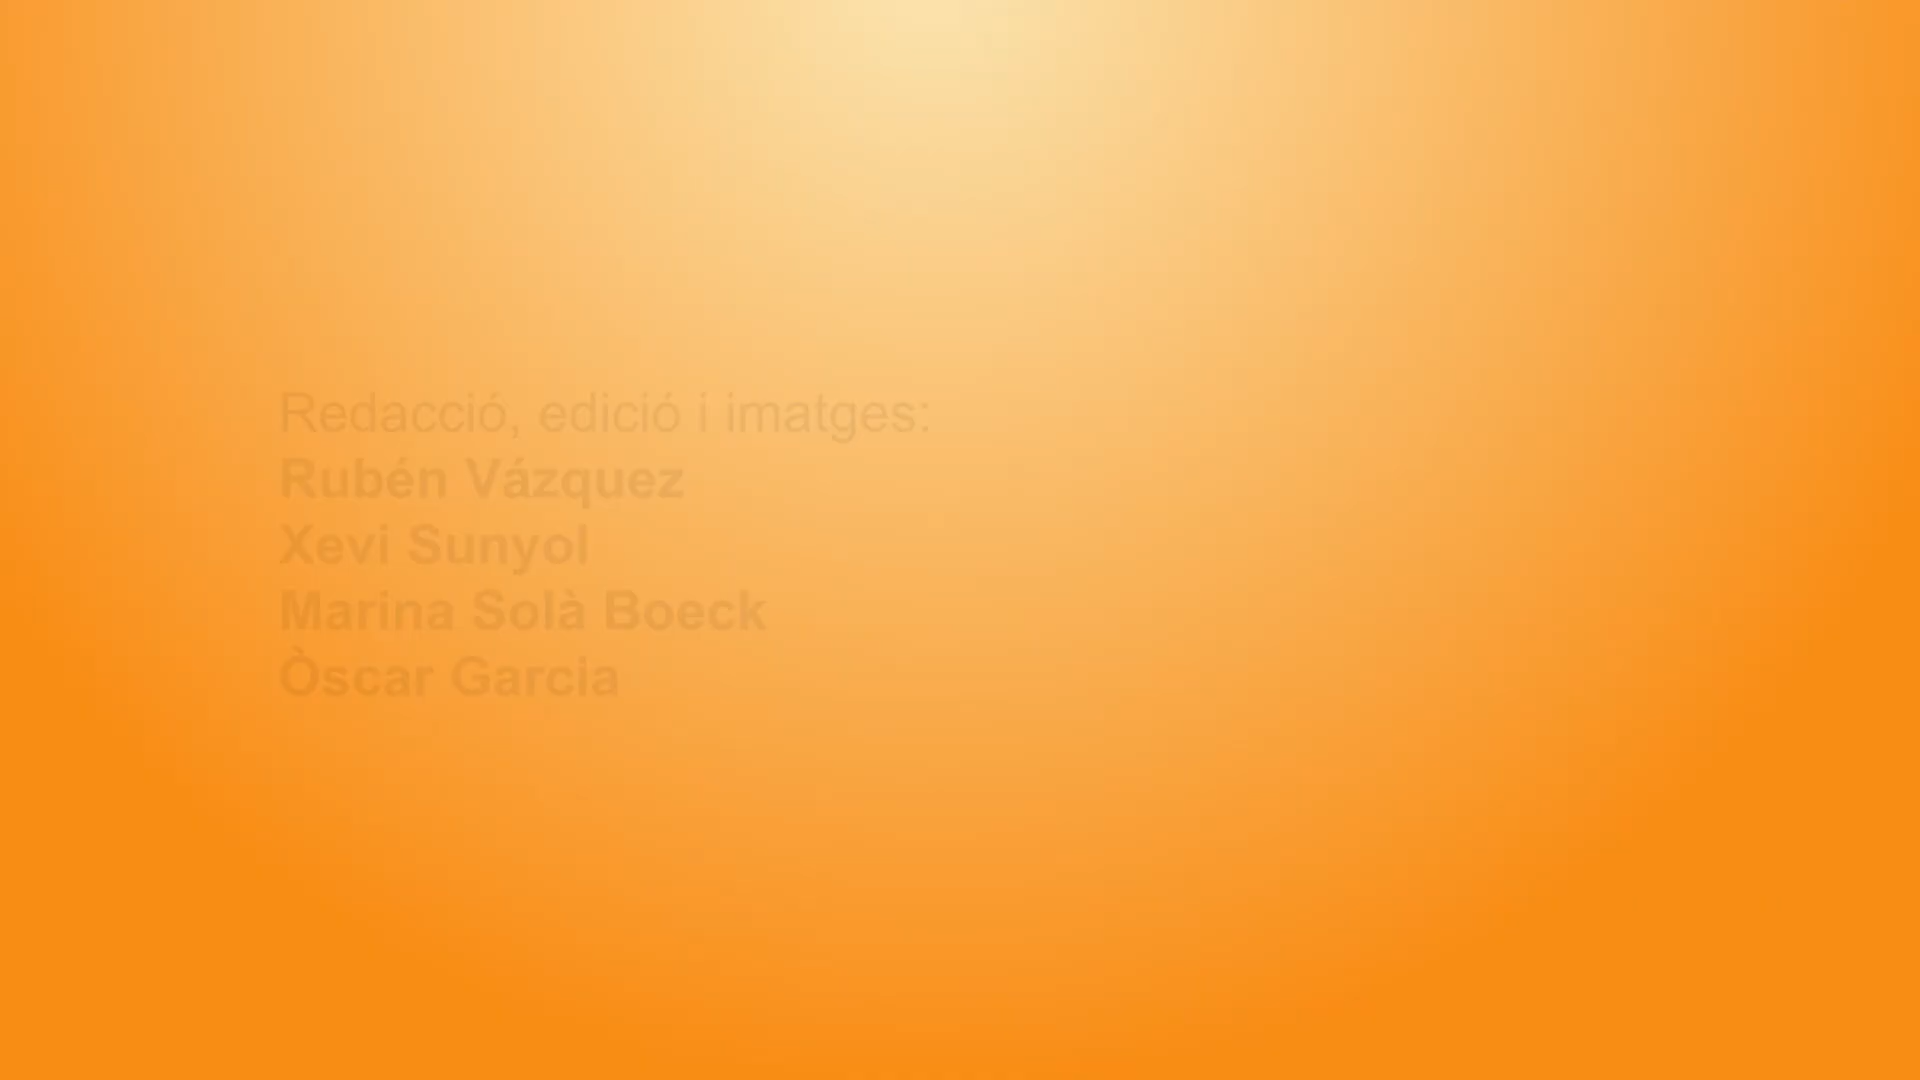 Redacció, edició i imatges:
Rubén Vázquez
Xevi Sunyol
Marina Solà Boeck
Òscar Garcia